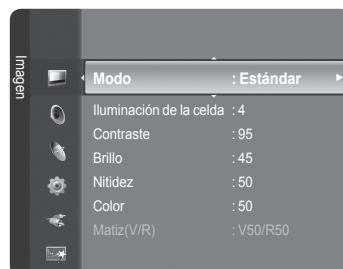 Imagen
Modo : Estándar
Iluminación de la celda : 4
Contraste : 95
Brillo : 45
Nitidez : 50
Color : 50
Matiz(V/R) : V50/R50